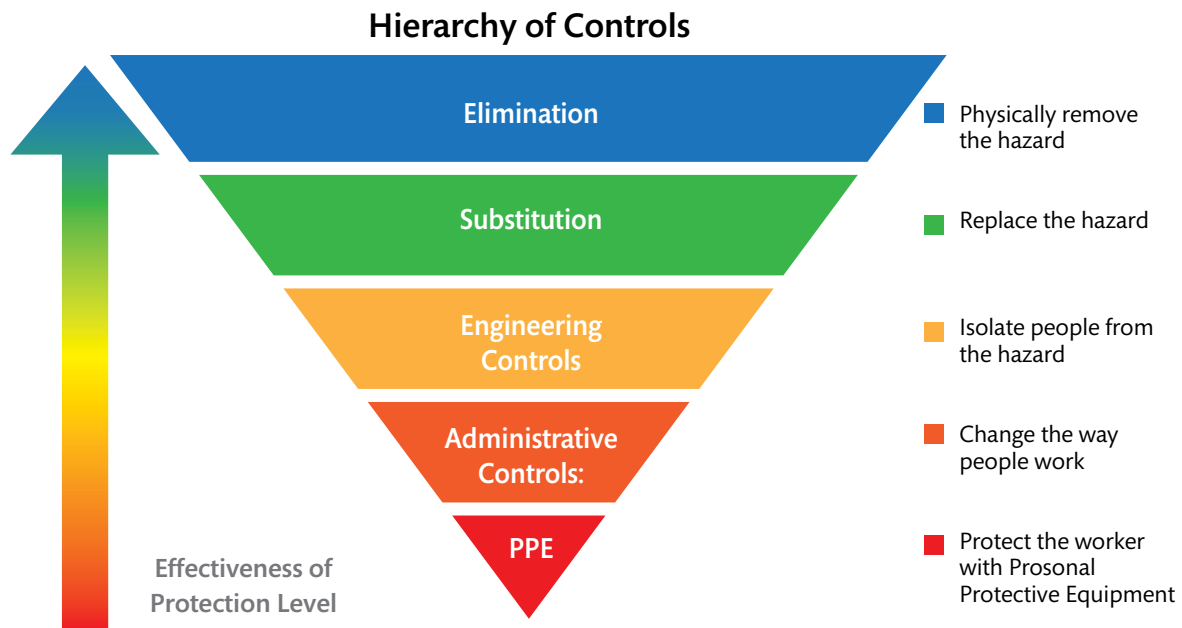 Hierarchy of Controls
Elimination
Physically remove
the hazard
Substitution
Replace the hazard
Engineering
Controls
Isolate people from
the hazard
Administrative
Controls:
Change the way
people work
PPE
Protect the worker
with Prosonal
Protective Equipment
Effectiveness of
Protection Level